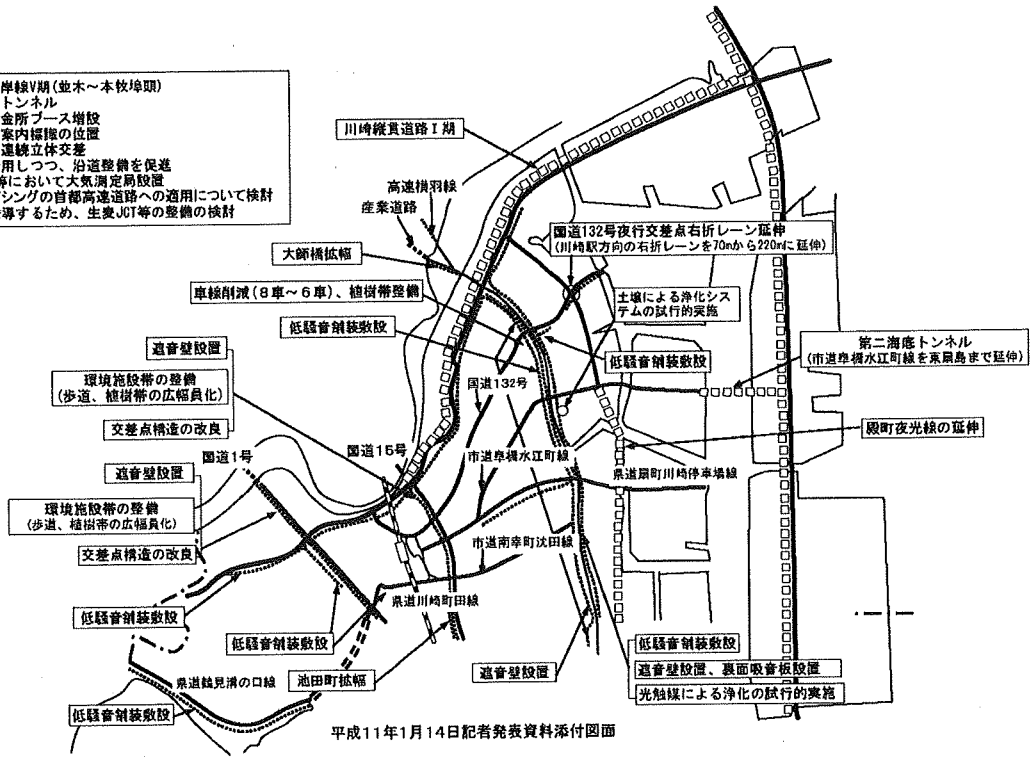 岸線V期(並木～本牧埠頭)
トンネル
金所ブース増設
案内標識の位置
連続立体交差
用しつつ、沿道整備を促進
等において大気測定局設置
シングの首都高速道路への適用について検討
導するため、生麦JCT等の整備の検討
川崎縦貫道路Ⅰ期
高速横羽線
産業道路
国道132号夜行交差点右折レーン延伸
(川崎駅方向の右折レーンを70mから220mに延伸)
大師橋拡幅
車線削減(8車～6車)、植樹帯整備
土壌による浄化シス
テムの試行的実施
低騒音舗装敷設
第二海底トンネル
(市道皐橋水江町線を東扇島まで延伸)
遮音壁設置
低騒音舗装敷設
環境施設帯の整備
(歩道、植樹帯の広幅員化)
国道132号
交差点構造の改良
殿町夜光線の延伸
国道1号
国道15号
市道皐橋水江町線
遮音壁設置
県道扇町川崎停車場線
環境施設帯の整備
(歩道、植樹帯の広幅員化)
市道南幸町沈田線
交差点構造の改良
県道川崎町田線
低騒音舗装敷設
低騒音舗装敷設
低騒音舗装敷設
遮音壁設置
遮音壁設置、裏面吸音板設置
県道鶴見溝の口線
池田町拡幅
光触媒による浄化の試行的実施
低騒音舗装敷設
平成11年1月14日記者発表資料添付図面